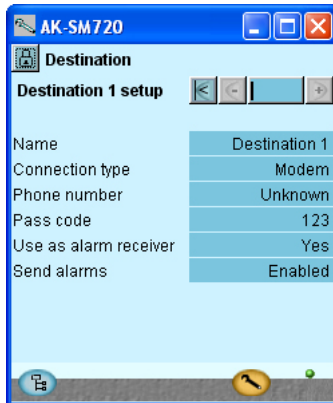 AK-SM720
Destination
Destination 1 setup
Name Destination 1
Connection type Modem
Phone number Unknown
Pass code 123
Use as alarm receiver Yes
Send alarms Enabled